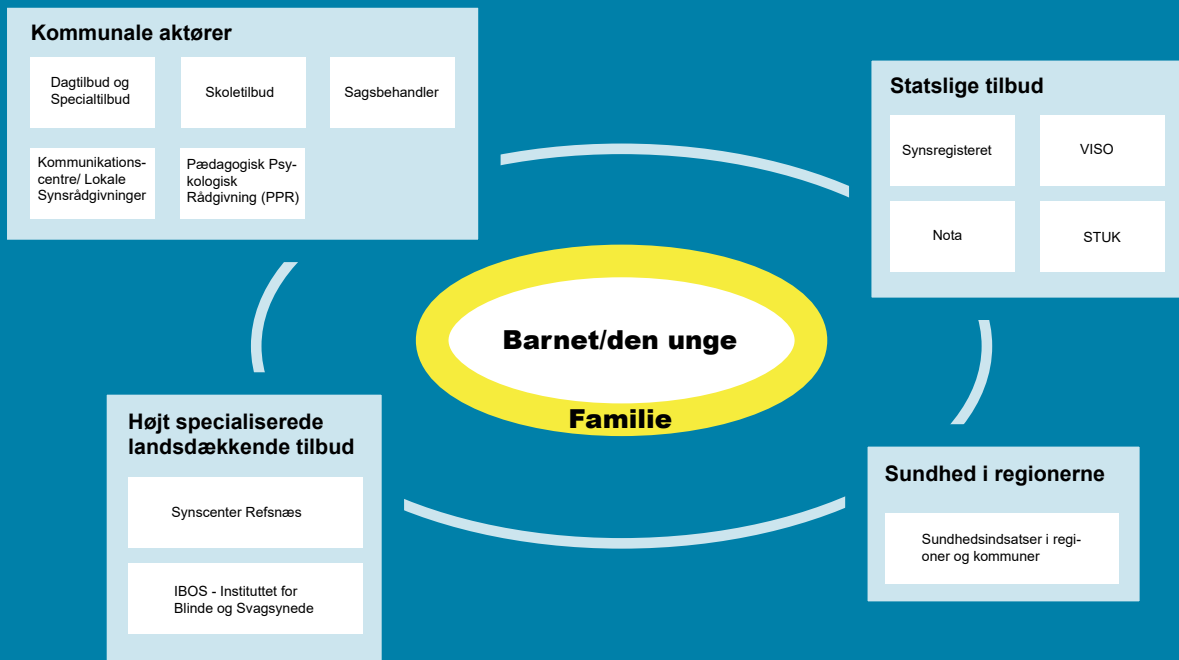 Kommunale aktører
Dagtilbud og
Specialtilbud
Skoletilbud
Sagsbehandler
Kommunikations-
centre/ Lokale
Synsrådgivninger
Pædagogisk Psy-
kologisk
Rådgivning (PPR)
Statslige tilbud
Synsregisteret
VISO
Nota
STUK
Barnet/den unge
Familie
Højt specialiserede
landsdækkende tilbud
Synscenter Refsnæs
IBOS - Instituttet for
Blinde og Svagsynede
Sundhed i regionerne
Sundhedsindsatser i regi-
oner og kommuner